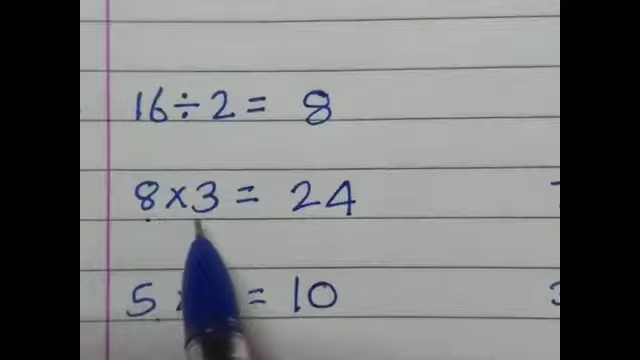 16÷2= 8
8×3= 24
5 = 10